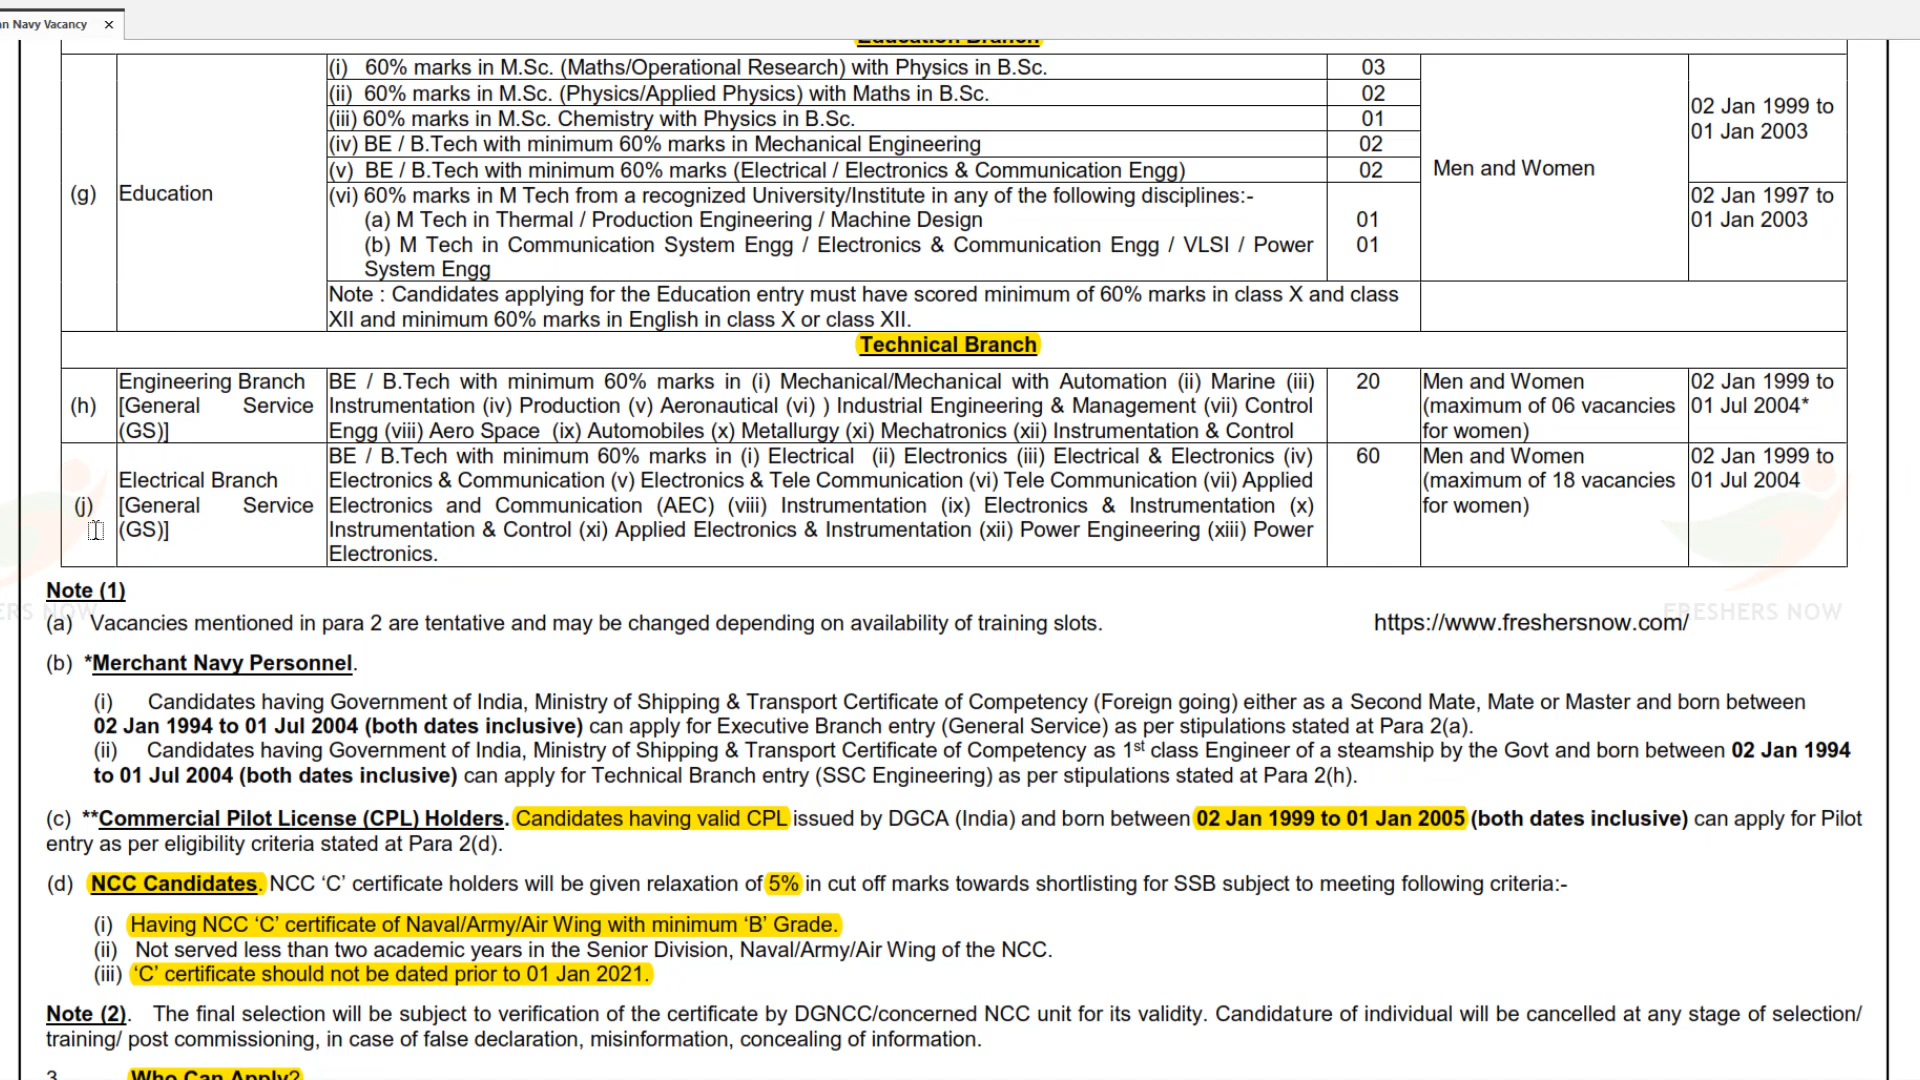 an Navy Vacancy ×
Education Branch
(g) Education
(i) 60% marks in M.Sc. (Maths/Operational Research) with Physics in B.Sc. 03
(ii) 60% marks in M.Sc. (Physics/Applied Physics) with Maths in B.Sc. 02
(iii) 60% marks in M.Sc. Chemistry with Physics in B.Sc. 01
(iv) BE / B.Tech with minimum 60% marks in Mechanical Engineering 02
(v) BE / B.Tech with minimum 60% marks (Electrical / Electronics & Communication Engg) 02
(vi) 60% marks in M Tech from a recognized University/Institute in any of the following disciplines:-
(a) M Tech in Thermal / Production Engineering / Machine Design 01
(b) M Tech in Communication System Engg / Electronics & Communication Engg / VLSI / Power 01
System Engg
Men and Women
02 Jan 1999 to
01 Jan 2003
02 Jan 1997 to
01 Jan 2003
Note : Candidates applying for the Education entry must have scored minimum of 60% marks in class X and class
XII and minimum 60% marks in English in class X or class XII.
Technical Branch
(h)
Engineering Branch
[General Service
(GS)]
BE / B.Tech with minimum 60% marks in (i) Mechanical/Mechanical with Automation (ii) Marine (iii)
Instrumentation (iv) Production (v) Aeronautical (vi) ) Industrial Engineering & Management (vii) Control
Engg (viii) Aero Space (ix) Automobiles (x) Metallurgy (xi) Mechatronics (xii) Instrumentation & Control
20
Men and Women
(maximum of 06 vacancies
for women)
02 Jan 1999 to
01 Jul 2004*
(j)
Electrical Branch
[General Service
(GS)]
BE / B.Tech with minimum 60% marks in (i) Electrical (ii) Electronics (iii) Electrical & Electronics (iv)
Electronics & Communication (v) Electronics & Tele Communication (vi) Tele Communication (vii) Applied
Electronics and Communication (AEC) (viii) Instrumentation (ix) Electronics & Instrumentation (x)
Instrumentation & Control (xi) Applied Electronics & Instrumentation (xii) Power Engineering (xiii) Power
Electronics.
60
Men and Women
(maximum of 18 vacancies
for women)
02 Jan 1999 to
01 Jul 2004
Note (1)
(a) Vacancies mentioned in para 2 are tentative and may be changed depending on availability of training slots.
https://www.freshersnow.com/
ERS NOW
FRESHERS NOW
(b) *Merchant Navy Personnel.
(i) Candidates having Government of India, Ministry of Shipping & Transport Certificate of Competency (Foreign going) either as a Second Mate, Mate or Master and born between
02 Jan 1994 to 01 Jul 2004 (both dates inclusive) can apply for Executive Branch entry (General Service) as per stipulations stated at Para 2(a).
(ii) Candidates having Government of India, Ministry of Shipping & Transport Certificate of Competency as 1st class Engineer of a steamship by the Govt and born between 02 Jan 1994
to 01 Jul 2004 (both dates inclusive) can apply for Technical Branch entry (SSC Engineering) as per stipulations stated at Para 2(h).
(c) **Commercial Pilot License (CPL) Holders. Candidates having valid CPL issued by DGCA (India) and born between 02 Jan 1999 to 01 Jan 2005 (both dates inclusive) can apply for Pilot
entry as per eligibility criteria stated at Para 2(d).
(d) NCC Candidates. NCC ‘C’ certificate holders will be given relaxation of 5% in cut off marks towards shortlisting for SSB subject to meeting following criteria:-
(i) Having NCC ‘C’ certificate of Naval/Army/Air Wing with minimum ‘B’ Grade.
(ii) Not served less than two academic years in the Senior Division, Naval/Army/Air Wing of the NCC.
(iii) ‘C’ certificate should not be dated prior to 01 Jan 2021.
Note (2). The final selection will be subject to verification of the certificate by DGNCC/concerned NCC unit for its validity. Candidature of individual will be cancelled at any stage of selection/
training/ post commissioning, in case of false declaration, misinformation, concealing of information.
3. Who Can Apply?